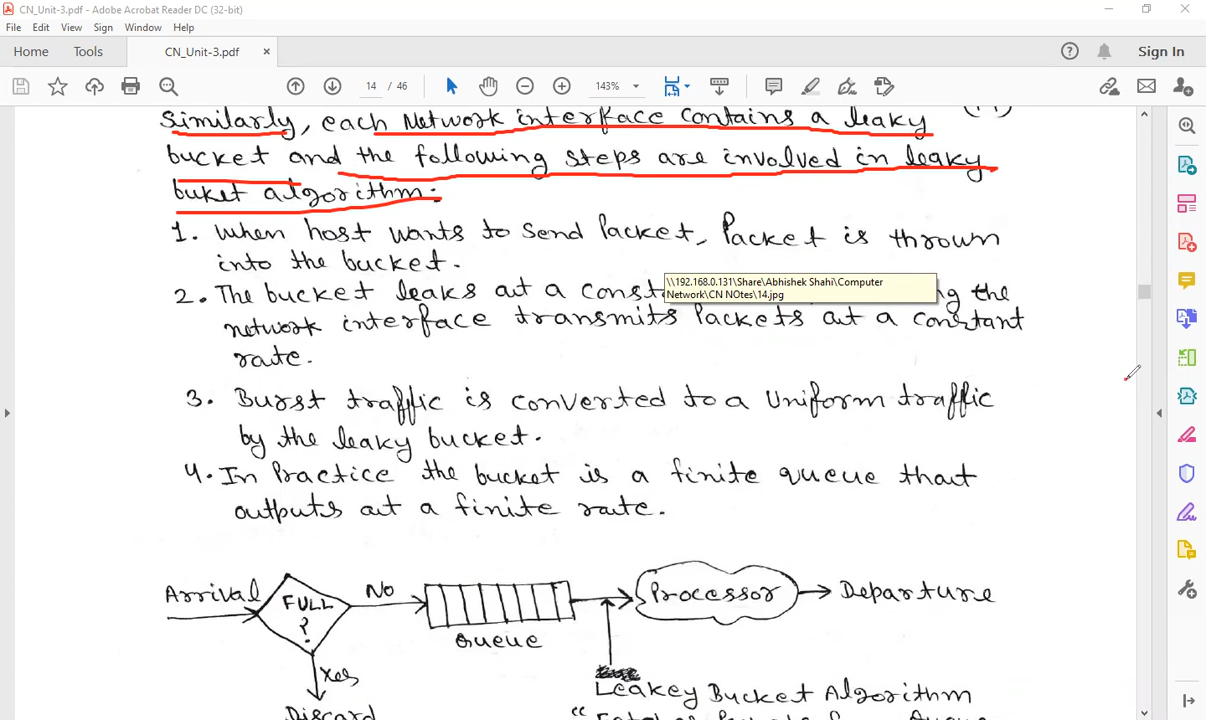 CN_Unit-3.pdf - Adobe Acrobat Reader DC (32-bit)
File Edit View Sign Window Help
Home Tools CN_Unit-3.pdf × Sign In
14 / 46 143%
Similarly, each Network interface contains a leaky
bucket and the following steps are involved in leaky
buket algorithm:
1. When host wants to send Packet, Packet is thrown
into the bucket.
2. The bucket leaks at a const
the
\\192.168.0.131\Share\Abhishek Shahi\Computer
Network\CN NOtes\14.jpg
network interface transmits Packets at a constant
rate.
3. Burst traffic is converted to a Uniform traffic
by the leaky bucket.
4. In Practice the bucket is a finite queue that
outputs at a finite rate.
Arrival FULL ? No Queue Processor Departure
Yes
Discard
Leakey Bucket Algorithm